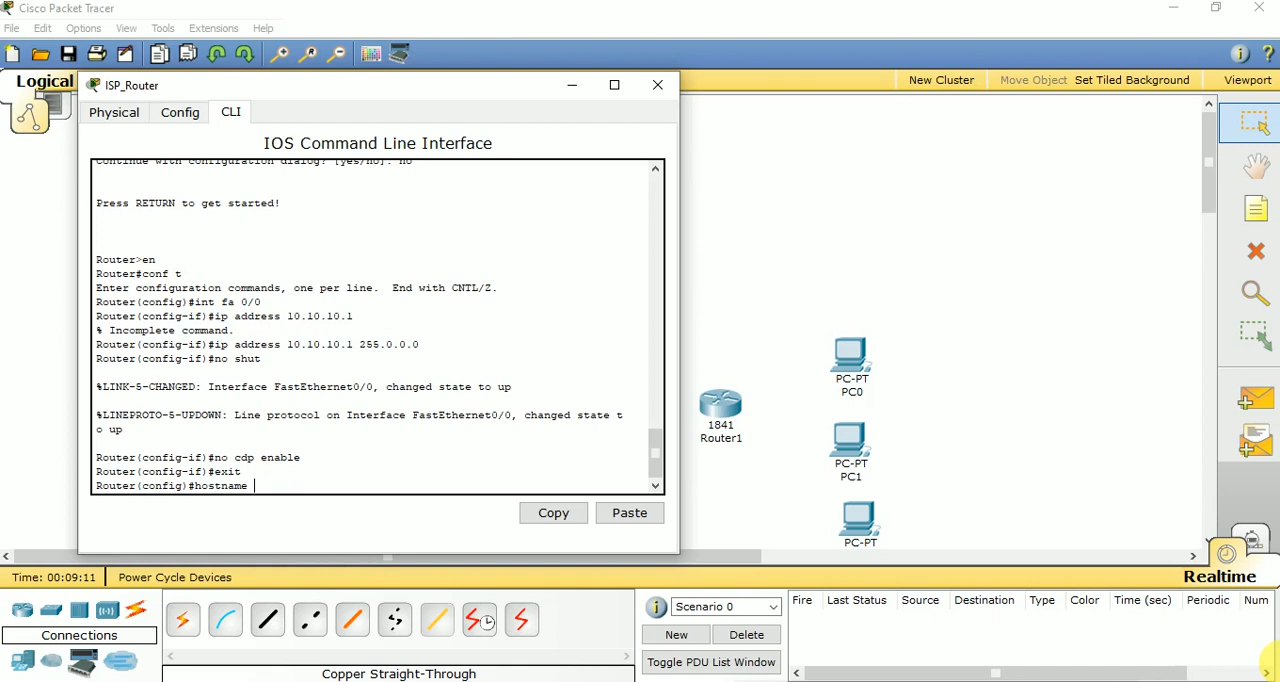 Cisco Packet Tracer
File Edit Options View Tools Extensions Help
Logical
New Cluster Move Object Set Tiled Background Viewport
ISP_Router
Physical Config CLI
IOS Command Line Interface
Continue with configuration dialog? [yes/no]: no
Press RETURN to get started!
Router>en
Router#conf t
Enter configuration commands, one per line. End with CNTL/Z.
Router(config)#int fa 0/0
Router(config-if)#ip address 10.10.10.1
% Incomplete command.
Router(config-if)#ip address 10.10.10.1 255.0.0.0
Router(config-if)#no shut
%LINK-5-CHANGED: Interface FastEthernet0/0, changed state to up
%LINEPROTO-5-UPDOWN: Line protocol on Interface FastEthernet0/0, changed state t
o up
Router(config-if)#no cdp enable
Router(config-if)#exit
Router(config)#hostname
Copy Paste
1841
Router1
PC-PT
PC0
PC-PT
PC1
PC-PT
Time: 00:09:11 Power Cycle Devices
Realtime
Connections
Copper Straight-Through
Scenario 0
New Delete
Toggle PDU List Window
Fire Last Status Source Destination Type Color Time (sec) Periodic Num